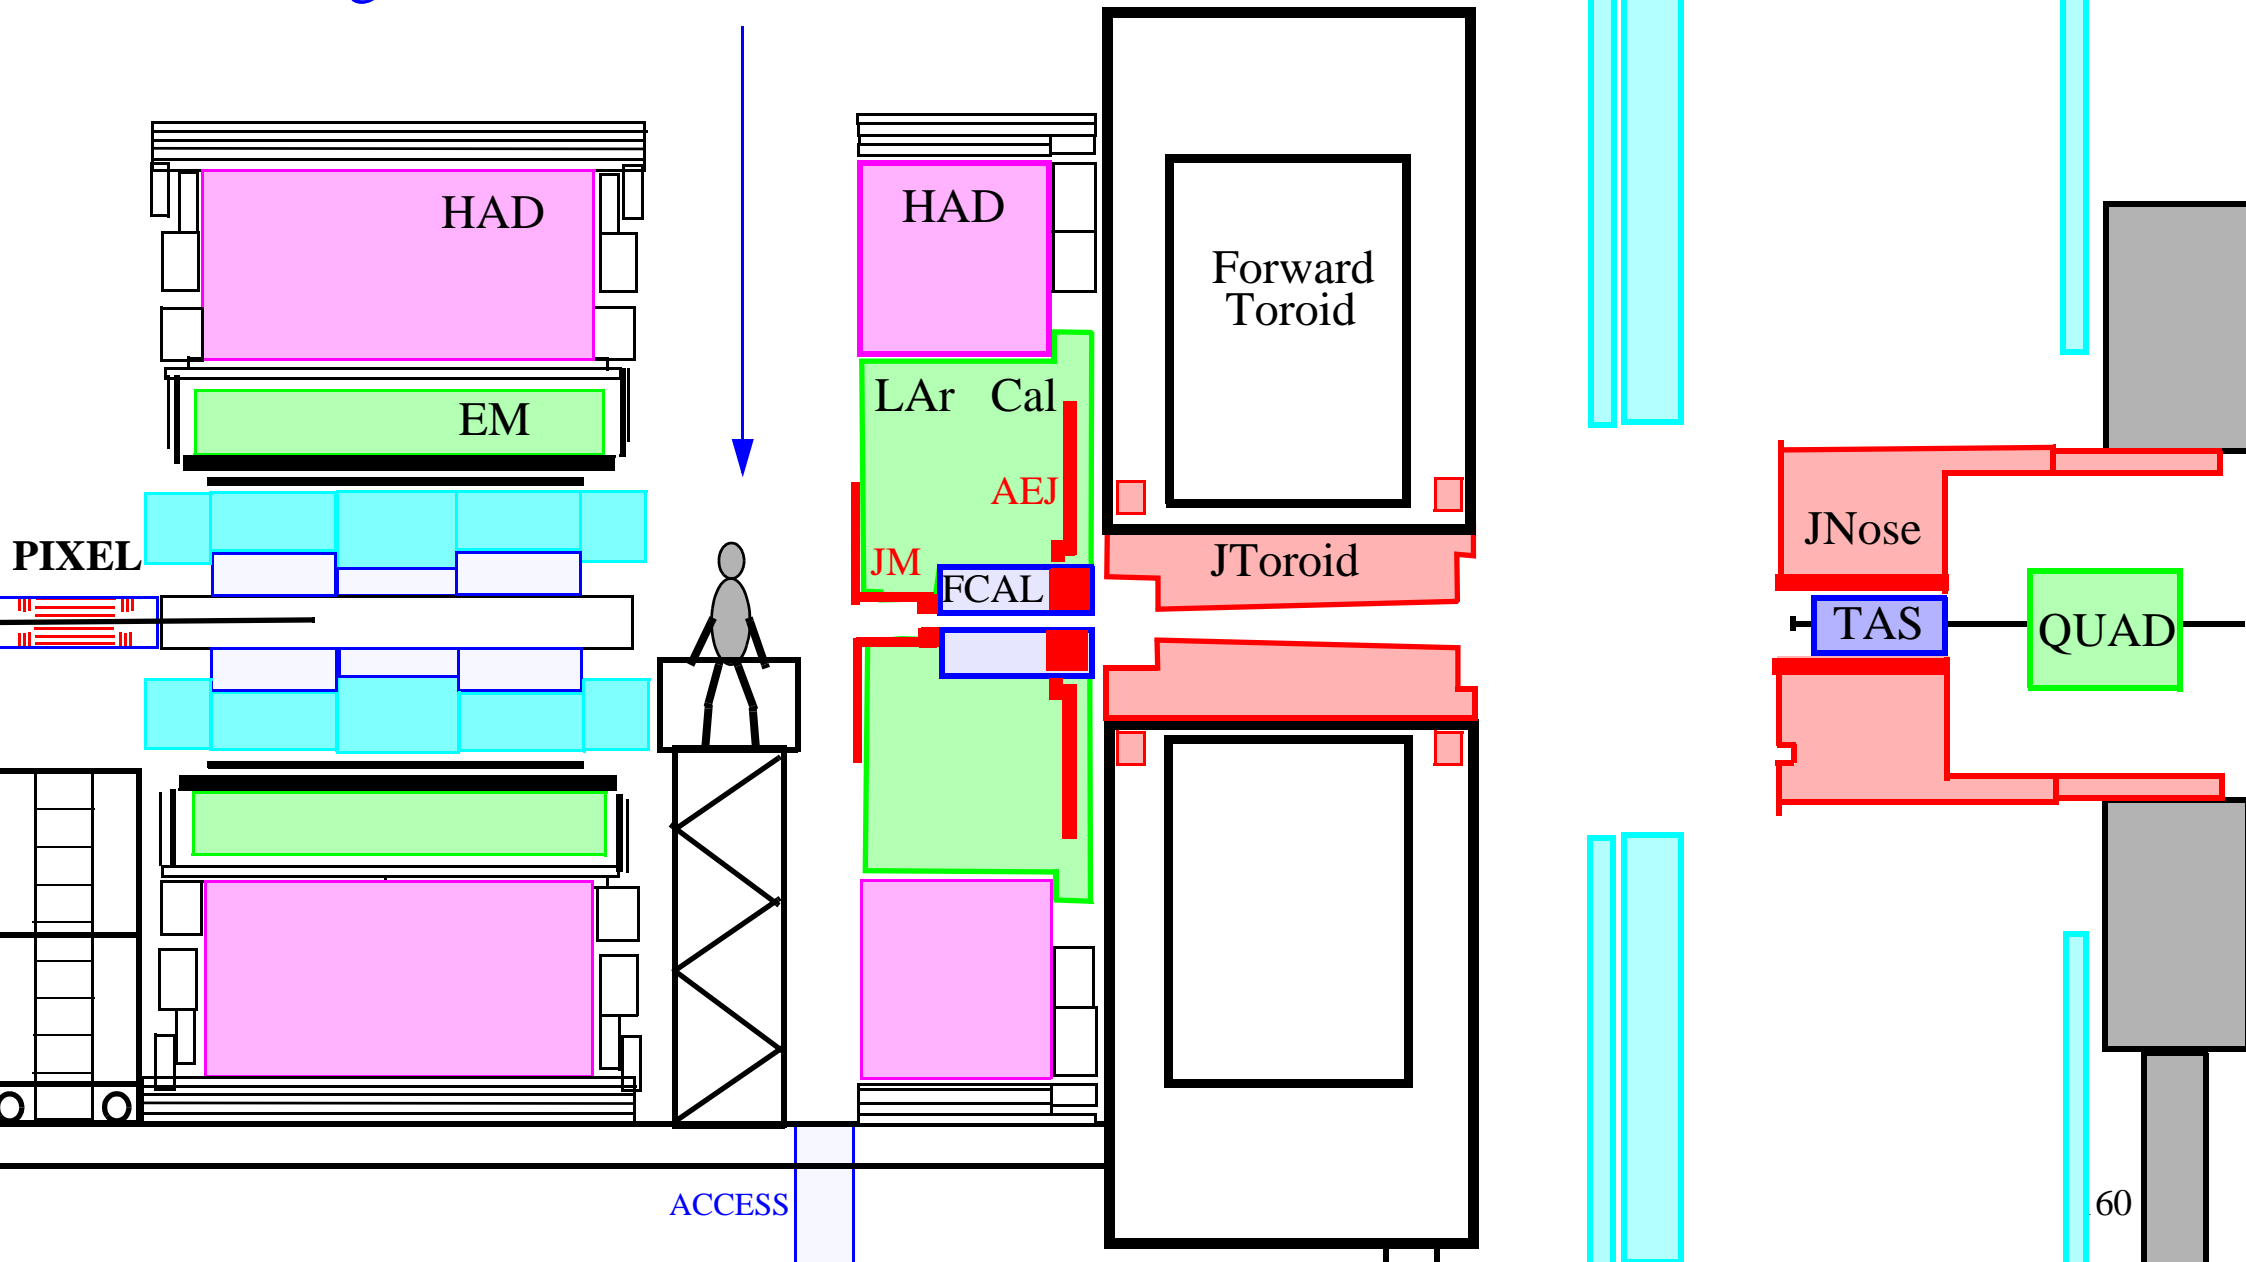 HAD
HAD
Forward
Toroid
LAr Cal
EM
AEJ
JNose
PIXEL
JM
JToroid
FCAL
TAS
QUAD
ACCESS
60